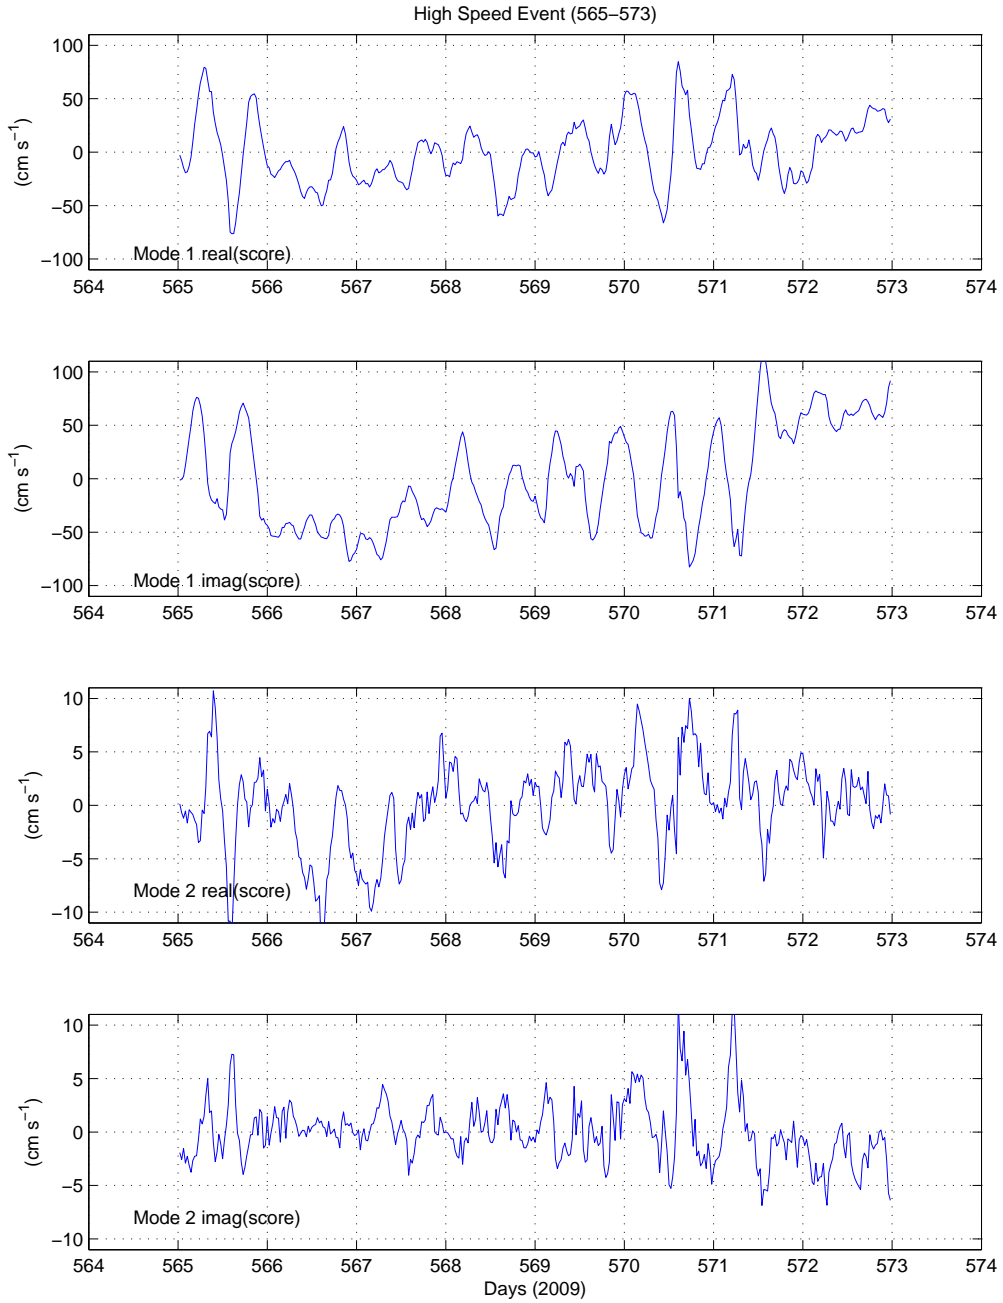 High Speed Event (565−573)
100
50
0
−50
−100
(cm s−1)
Mode 1 real(score)
564 565 566 567 568 569 570 571 572 573 574
100
50
0
−50
−100
(cm s−1)
Mode 1 imag(score)
564 565 566 567 568 569 570 571 572 573 574
10
5
0
−5
−10
(cm s−1)
Mode 2 real(score)
564 565 566 567 568 569 570 571 572 573 574
10
5
0
−5
−10
(cm s−1)
Mode 2 imag(score)
564 565 566 567 568 569 570 571 572 573 574
Days (2009)